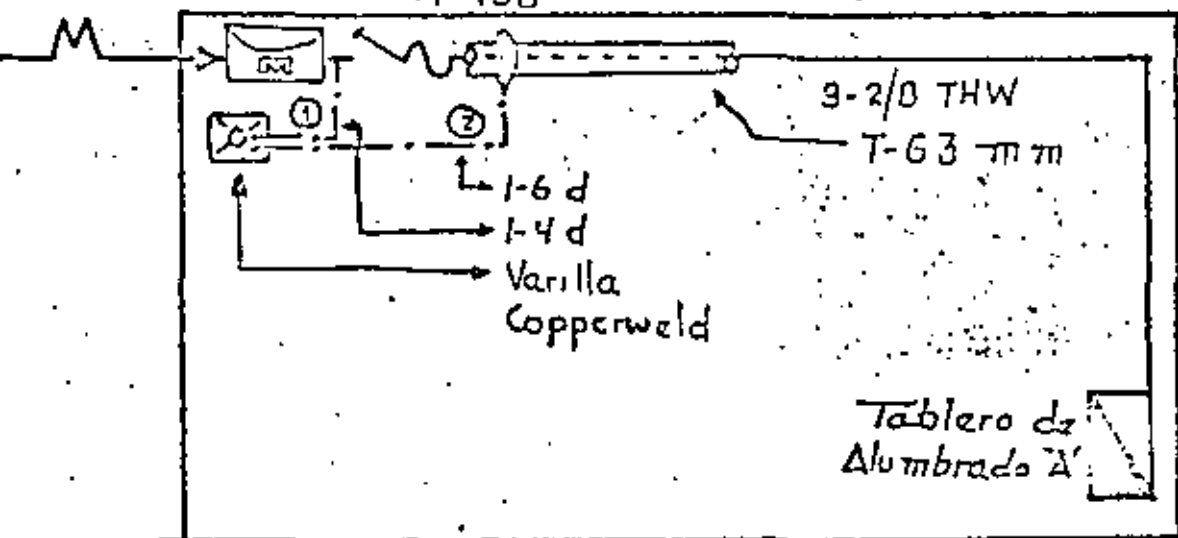 3-2/0 THW
T-63 mm
①
②
1-6 d
1-4 d
Varilla
Copperweld
Tablero de
Alumbrado "A"